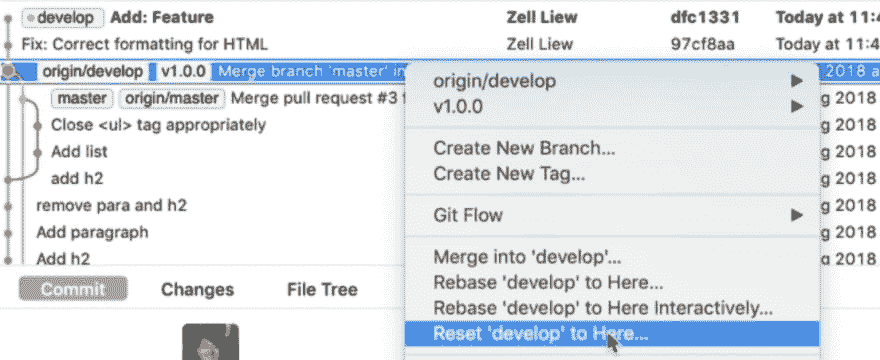 develop Add: Feature Zell Liew dfc1331 Today at 11:4
Fix: Correct formatting for HTML Zell Liew 97cf8aa Today at 11:4
origin/develop v1.0.0 Merge branch 'master' in 2018 a
master origin/master Merge pull request #3 g 2018
Close <ul> tag appropriately g 2018
Add list g 2018
add h2 g 2018
remove para and h2 g 2018
Add paragraph g 2018
Add h2 g 2018
Commit Changes File Tree
origin/develop
v1.0.0
Create New Branch...
Create New Tag...
Git Flow
Merge into 'develop'...
Rebase 'develop' to Here...
Rebase 'develop' to Here Interactively...
Reset 'develop' to Here...